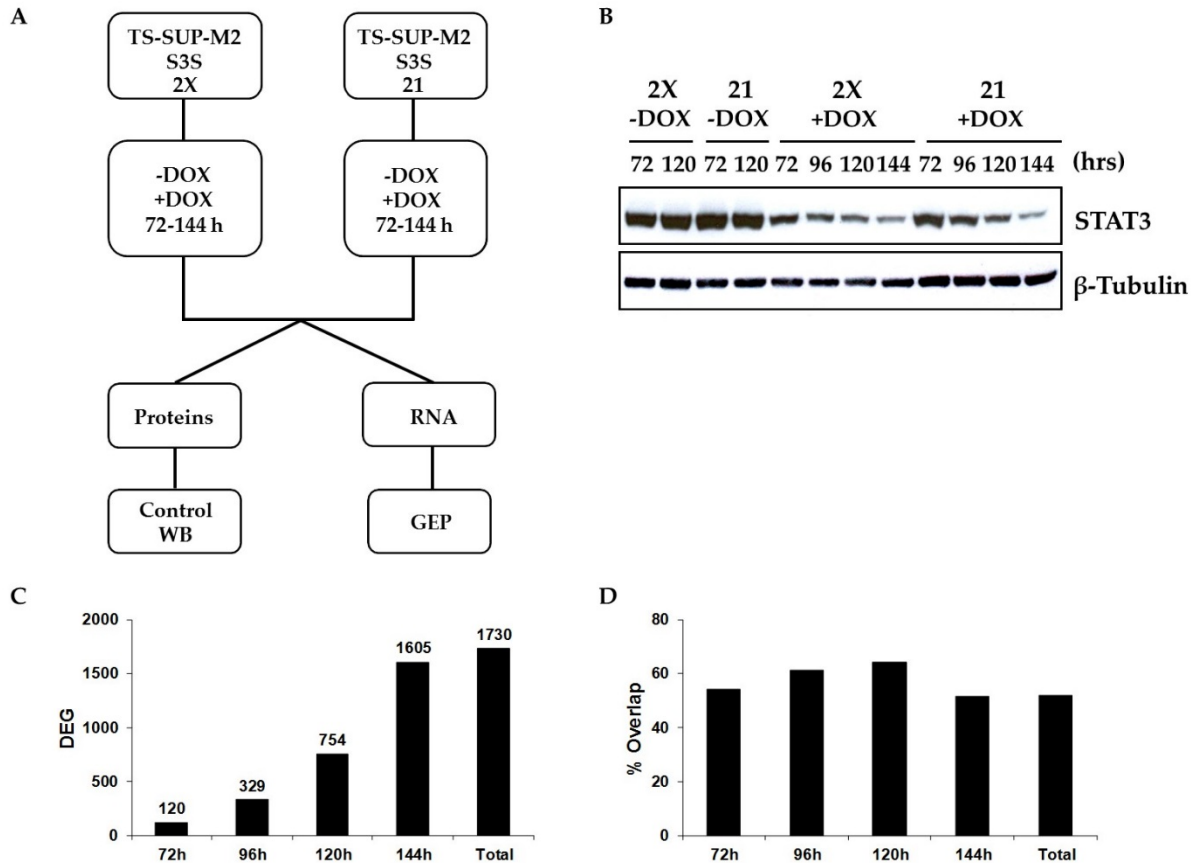 A
TS-SUP-M2
S3S
2X
TS-SUP-M2
S3S
21
-DOX
+DOX
72-144 h
-DOX
+DOX
72-144 h
Proteins
RNA
Control
WB
GEP
B
2X 21 2X 21
-DOX -DOX +DOX +DOX
72 120 72 120 72 96 120 144 72 96 120 144 (hrs)
STAT3
β-Tubulin
C
DEG
2000
1500
1000
500
0
120
329
754
1605
1730
72h 96h 120h 144h Total
D
% Overlap
80
60
40
20
0
72h 96h 120h 144h Total